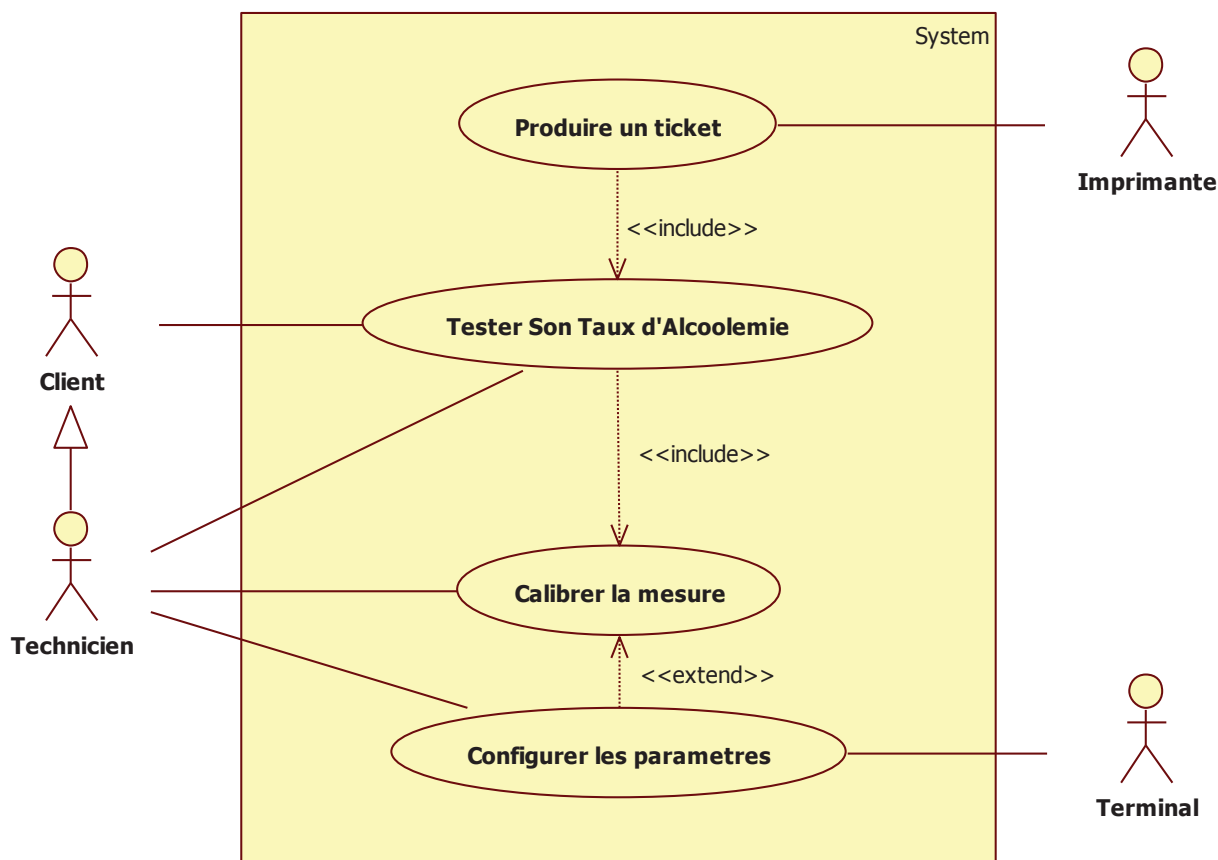 System
Produire un ticket
Imprimante
<<include>>
Tester Son Taux d'Alcoolemie
Client
<<include>>
Calibrer la mesure
Technicien
<<extend>>
Configurer les parametres
Terminal